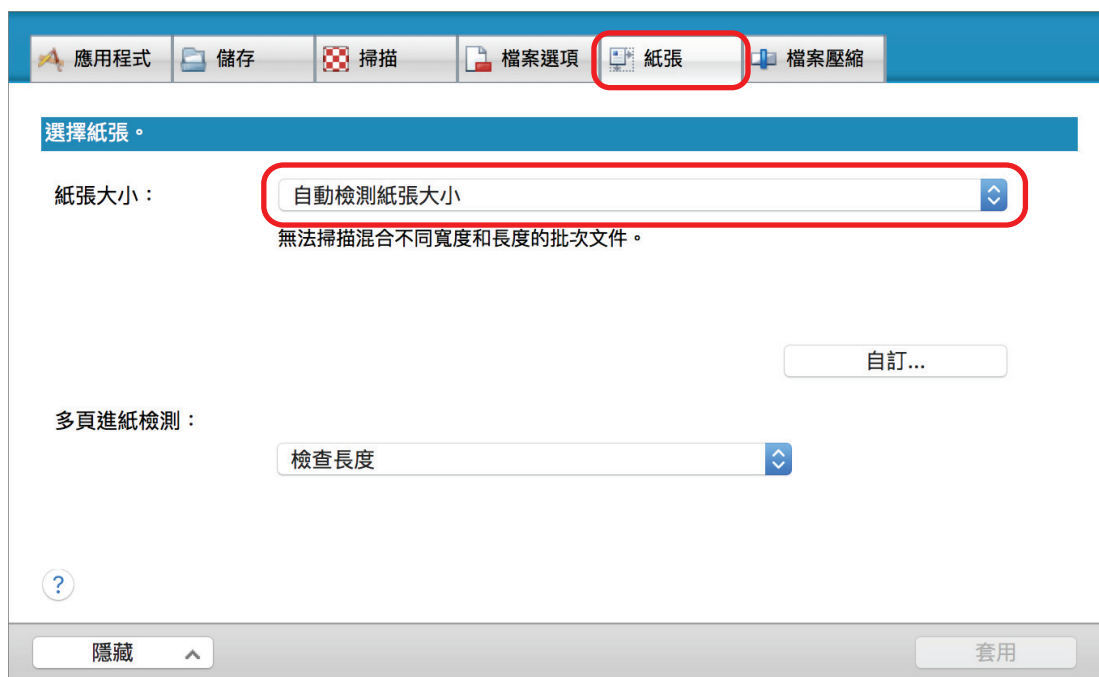 應用程式 儲存 掃描 檔案選項 紙張 檔案壓縮
選擇紙張。
紙張大小： 自動檢測紙張大小
無法掃描混合不同寬度和長度的批次文件。
自訂...
多頁進紙檢測：
檢查長度
?
隱藏 套用